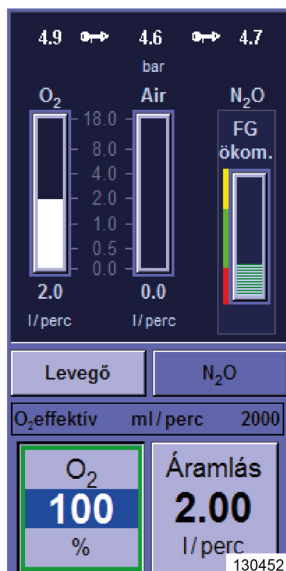 4.9 4.6 4.7
bar
O₂ Air N₂O
FG
ökom.
18.0
8.0
4.0
2.0
1.0
0.5
0.0
2.0 0.0
l/perc l/perc
Levegő N₂O
O₂effektív ml/perc 2000
O₂ Áramlás
100 2.00
% l/perc
130452